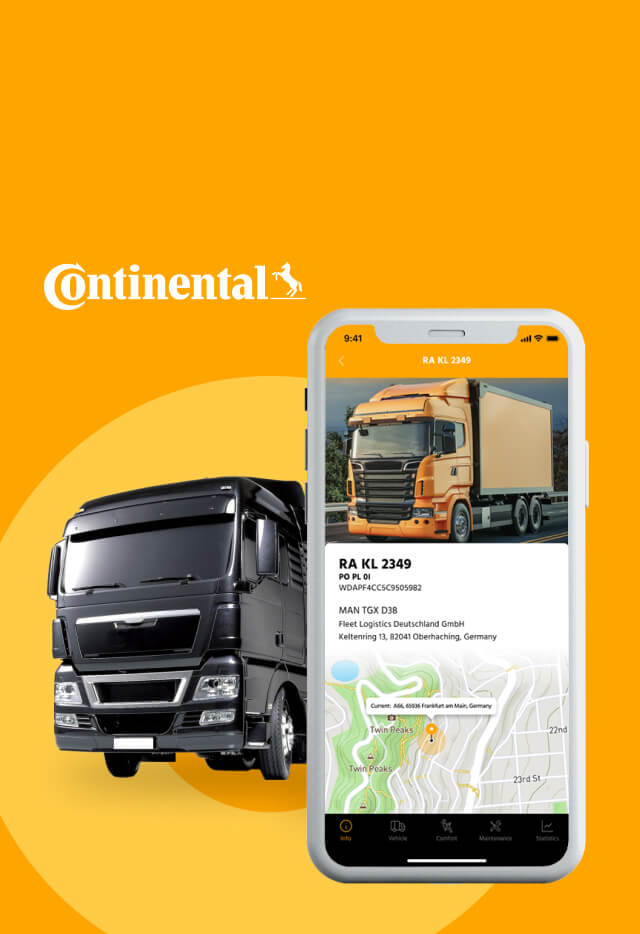 Continental
9:41
RA KL 2349
RA KL 2349
PO PL 0I
WDAPF4CC5C9505982
MAN TGX D38
Fleet Logistics Deutschland GmbH
Keltenring 13, 82041 Oberhaching, Germany
Current: A66, 65936 Frankfurt am Main, Germany
Twin Peaks
22nd
Twin Peaks
23rd St
Info
Vehicle
Comfort
Maintenance
Statistics